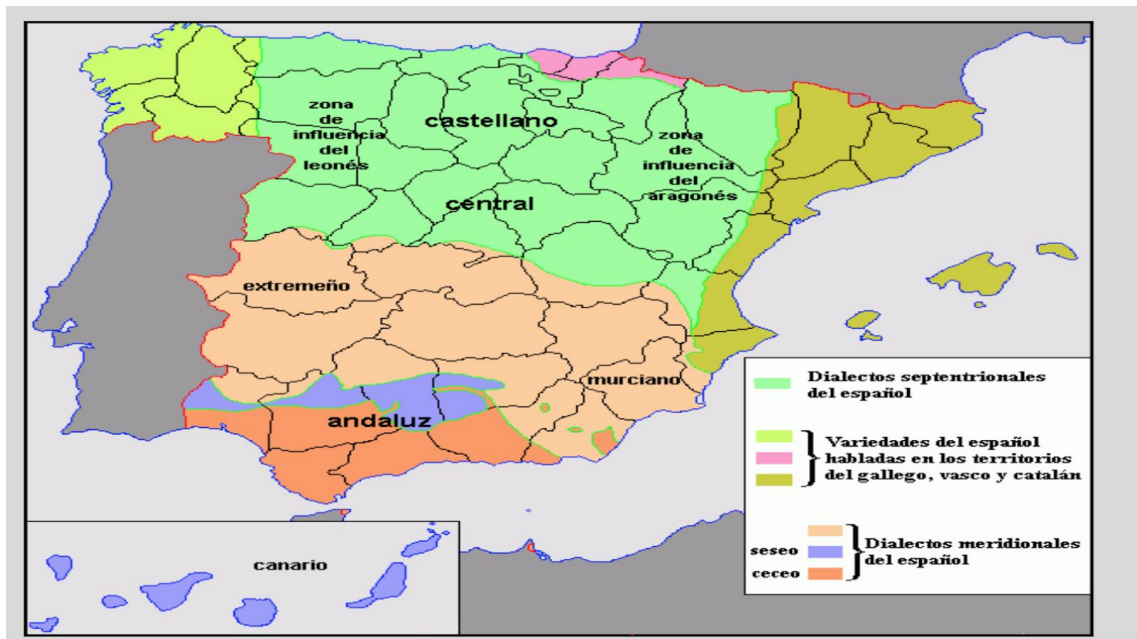 zona
de
influencia
del
leonés
castellano
zona
de
influencia
del
aragonés
central
extremeño
murciano
andaluz
canario
Dialectos septentrionales
del español
Variedades del español
habladas en los territorios
del gallego, vasco y catalán
seseo
ceceo
Dialectos meridionales
del español